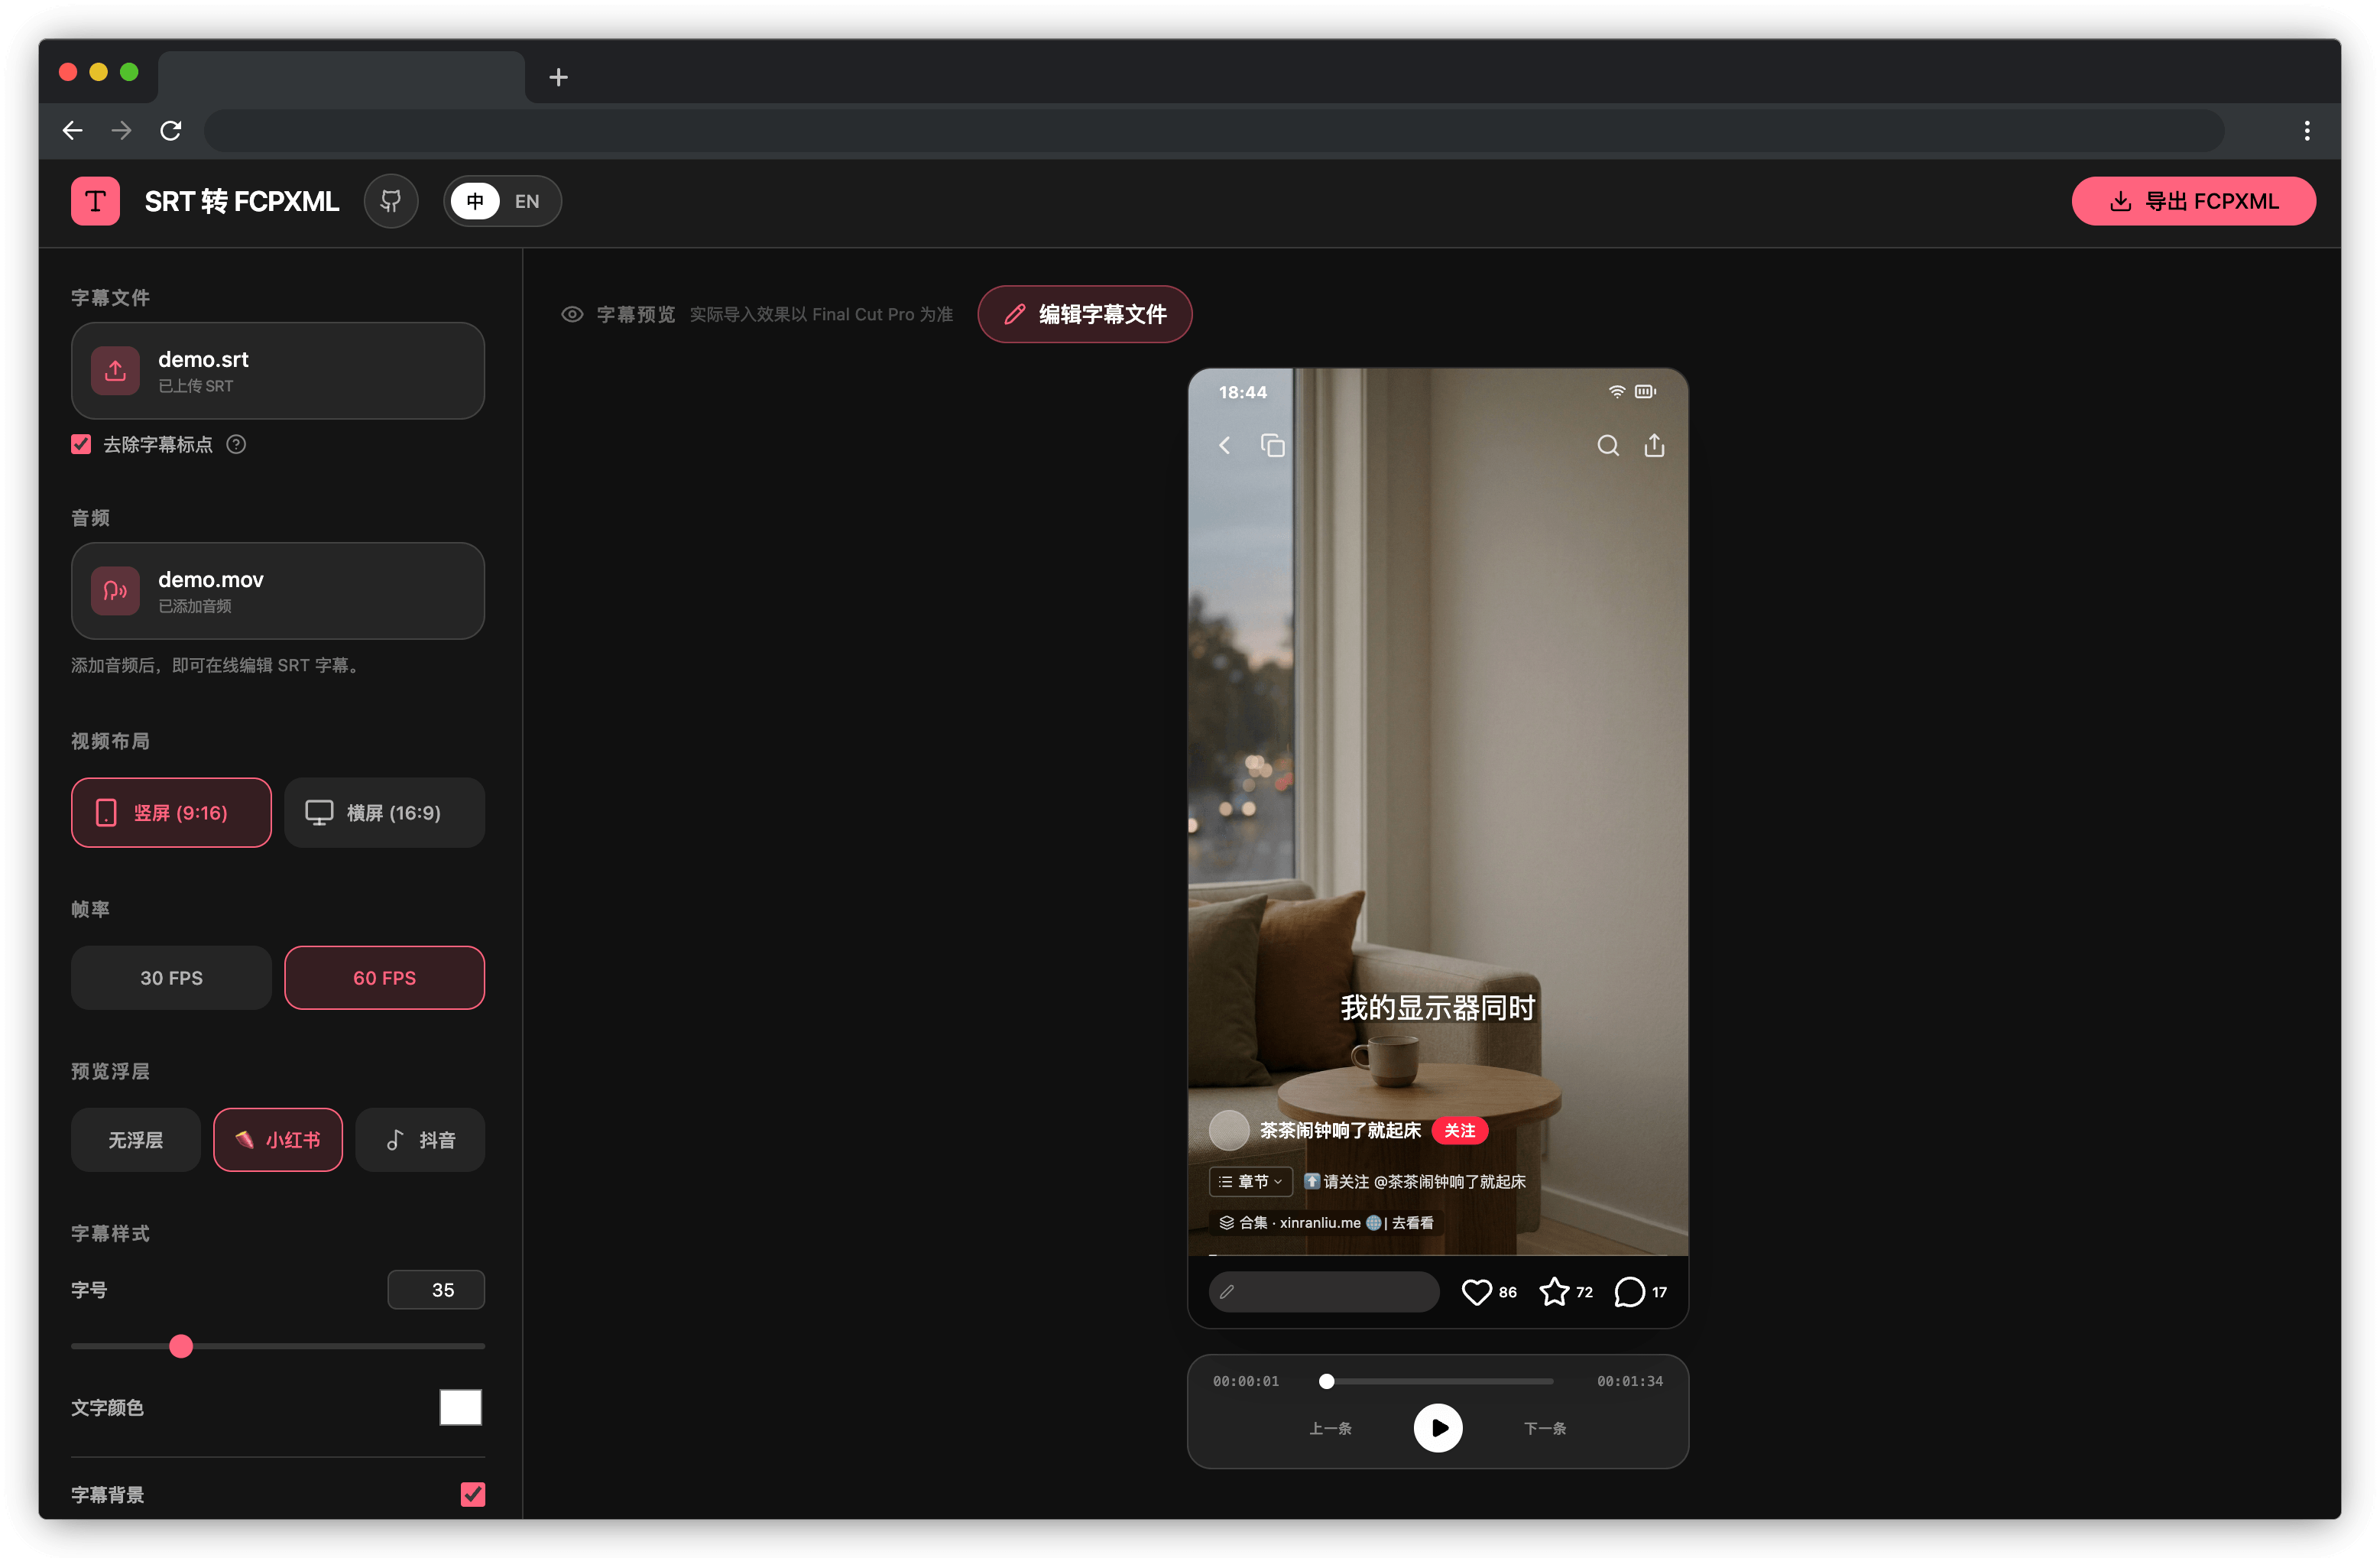 SRT 转 FCPXML
中 EN
导出 FCPXML
字幕文件
demo.srt
已上传 SRT
去除字幕标点
音频
demo.mov
已添加音频
添加音频后，即可在线编辑 SRT 字幕。
视频布局
竖屏 (9:16)
横屏 (16:9)
帧率
30 FPS
60 FPS
预览浮层
无浮层
小红书
抖音
字幕样式
字号
35
文字颜色
字幕背景
字幕预览 实际导入效果以 Final Cut Pro 为准
编辑字幕文件
18:44
我的显示器同时
茶茶闹钟响了就起床 关注
章节 ⬆️请关注 @茶茶闹钟响了就起床
合集 · xinranliu.me 🌐| 去看看
86 72 17
00:00:01 00:01:34
上一条 下一条